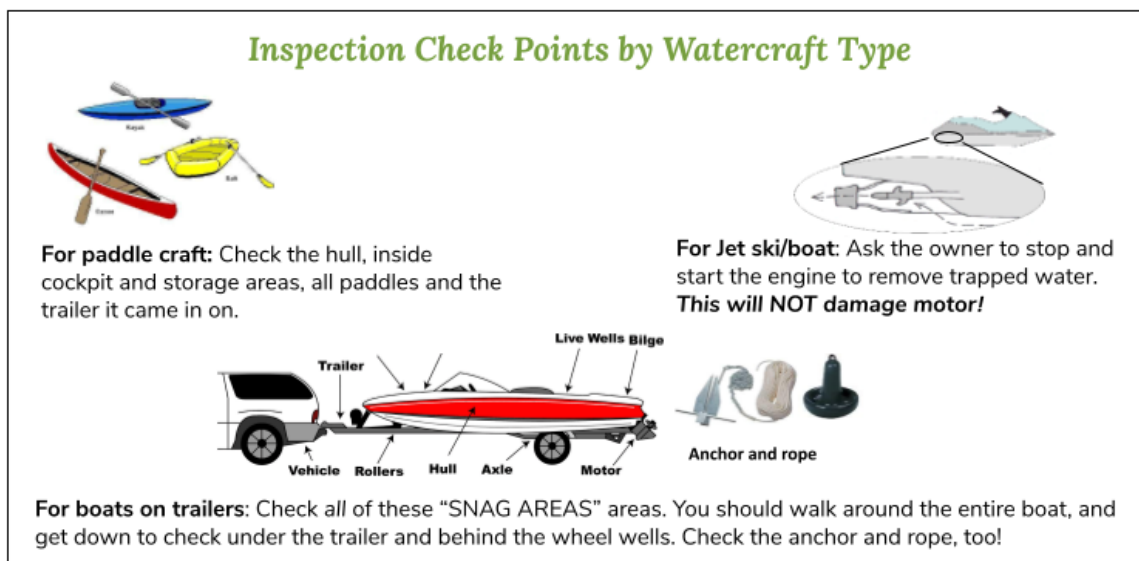 Inspection Check Points by Watercraft Type
Kayak
Raft
Canoe
For paddle craft: Check the hull, inside
cockpit and storage areas, all paddles and the
trailer it came in on.
For Jet ski/boat: Ask the owner to stop and
start the engine to remove trapped water.
This will NOT damage motor!
Live Wells Bilge
Trailer
Vehicle Rollers Hull Axle Motor
Anchor and rope
For boats on trailers: Check all of these “SNAG AREAS” areas. You should walk around the entire boat, and
get down to check under the trailer and behind the wheel wells. Check the anchor and rope, too!